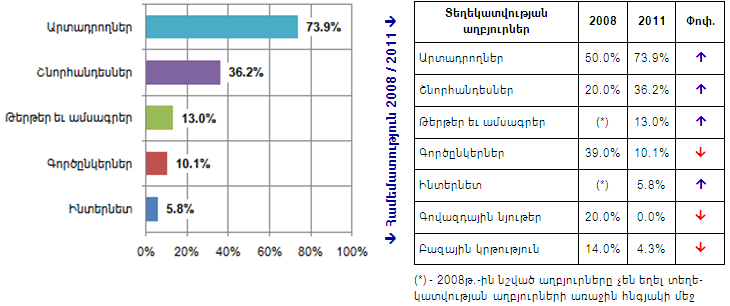 Արտադրողներ 73.9%
Շնորհանդեսներ 36.2%
Թերթեր եւ ամսագրեր 13.0%
Գործընկերներ 10.1%
Ինտերնետ 5.8%
0% 20% 40% 60% 80% 100%
← Համեմատություն 2008 / 2011 →
Տեղեկատվության
աղբյուրներ 2008 2011 Փոփ.
Արտադրողներ 50.0% 73.9% ↑
Շնորհանդեսներ 20.0% 36.2% ↑
Թերթեր եւ ամսագրեր (*) 13.0% ↑
Գործընկերներ 39.0% 10.1% ↓
Ինտերնետ (*) 5.8% ↑
Գովազդային նյութեր 20.0% 0.0% ↓
Բազային կրթություն 14.0% 4.3% ↓
(*) - 2008թ.-ին նշված աղբյուրները չեն եղել տեղե-
կատվության աղբյուրների առաջին հնգյակի մեջ